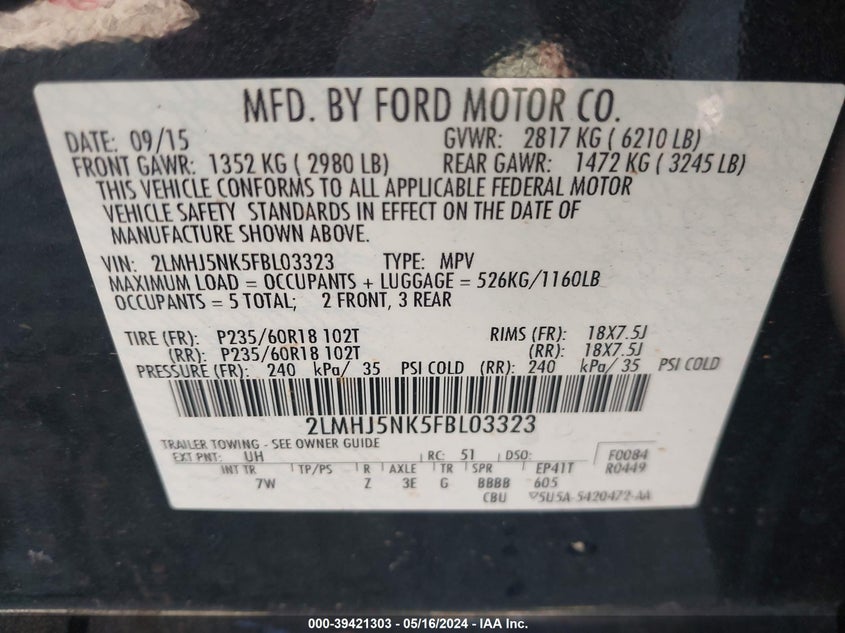 MFD. BY FORD MOTOR CO.
DATE: 09/15 GVWR: 2817 KG ( 6210 LB)
FRONT GAWR: 1352 KG ( 2980 LB) REAR GAWR: 1472 KG ( 3245 LB)
THIS VEHICLE CONFORMS TO ALL APPLICABLE FEDERAL MOTOR
VEHICLE SAFETY STANDARDS IN EFFECT ON THE DATE OF
MANUFACTURE SHOWN ABOVE.
VIN: 2LMHJ5NK5FBL03323 TYPE: MPV
MAXIMUM LOAD = OCCUPANTS + LUGGAGE = 526KG/1160LB
OCCUPANTS = 5 TOTAL; 2 FRONT, 3 REAR
TIRE (FR): P235/60R18 102T RIMS (FR): 18X7.5J
(RR): P235/60R18 102T (RR): 18X7.5J
PRESSURE (FR): 240 kPa/ 35 PSI COLD (RR): 240 kPa/ 35 PSI COLD
2LMHJ5NK5FBL03323
TRAILER TOWING - SEE OWNER GUIDE
EXT PNT: UH RC: 51 DSO: F0084
INT TR TP/PS R AXLE TR SPR EP41T R0449
7W Z 3E G BBBB 605
CBU 5U5A-5420472-AA
000-39421303 - 05/16/2024 - IAA Inc.